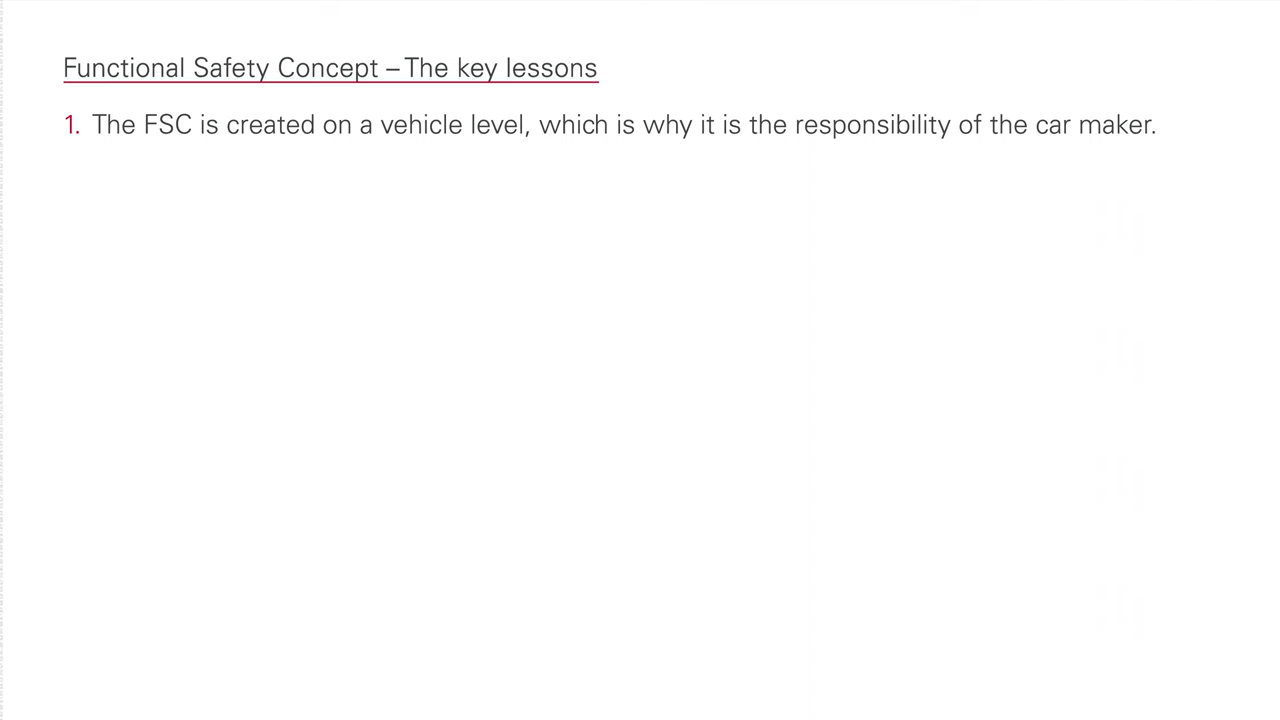 Functional Safety Concept – The key lessons
1. The FSC is created on a vehicle level, which is why it is the responsibility of the car maker.